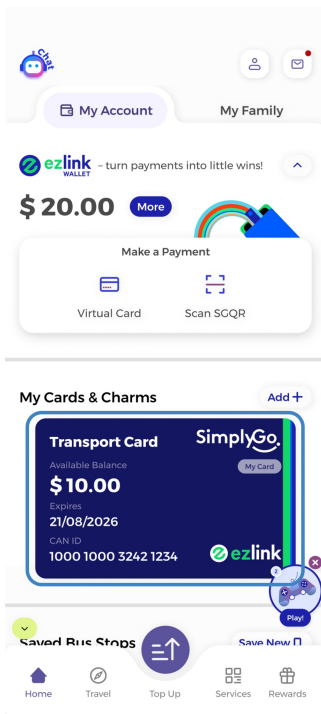 Chat
My Account
My Family
ezlink
WALLET
– turn payments into little wins!
$ 20.00
More
Make a Payment
Virtual Card
Scan SGQR
My Cards & Charms
Add +
Transport Card
SimplyGo.
Available Balance
My Card
$ 10.00
Expires
21/08/2026
CAN ID
1000 1000 3242 1234
ezlink
2
Play!
Saved Bus Stops
Save New
Home
Travel
Top Up
Services
Rewards